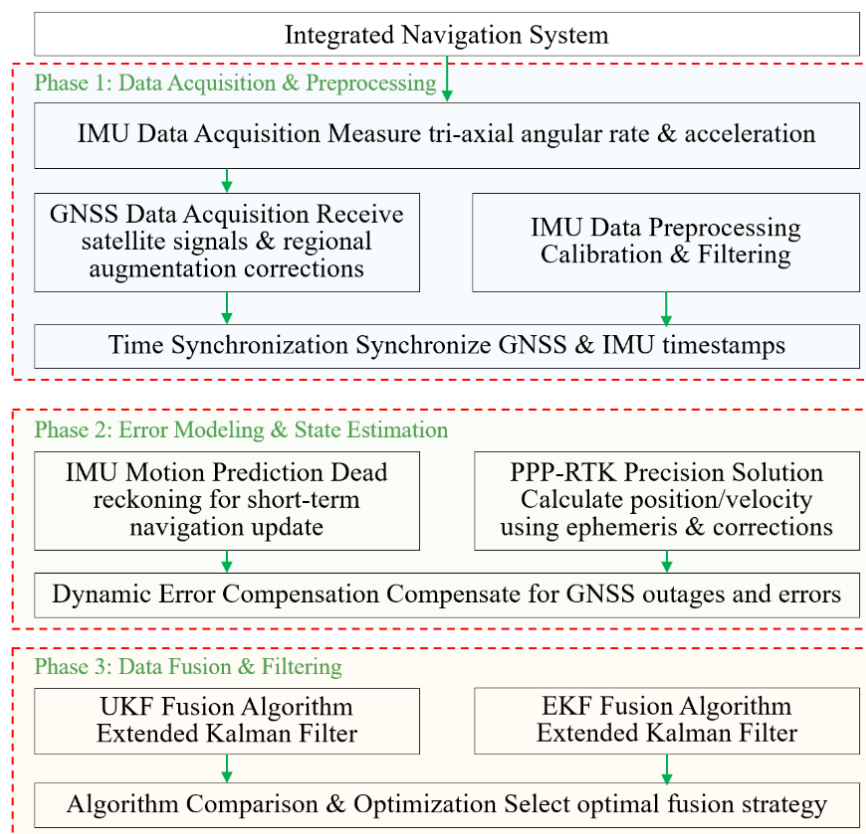 Integrated Navigation System
Phase 1: Data Acquisition & Preprocessing
IMU Data Acquisition Measure tri-axial angular rate & acceleration
GNSS Data Acquisition Receive
satellite signals & regional
augmentation corrections
IMU Data Preprocessing
Calibration & Filtering
Time Synchronization Synchronize GNSS & IMU timestamps
Phase 2: Error Modeling & State Estimation
IMU Motion Prediction Dead
reckoning for short-term
navigation update
PPP-RTK Precision Solution
Calculate position/velocity
using ephemeris & corrections
Dynamic Error Compensation Compensate for GNSS outages and errors
Phase 3: Data Fusion & Filtering
UKF Fusion Algorithm
Extended Kalman Filter
EKF Fusion Algorithm
Extended Kalman Filter
Algorithm Comparison & Optimization Select optimal fusion strategy